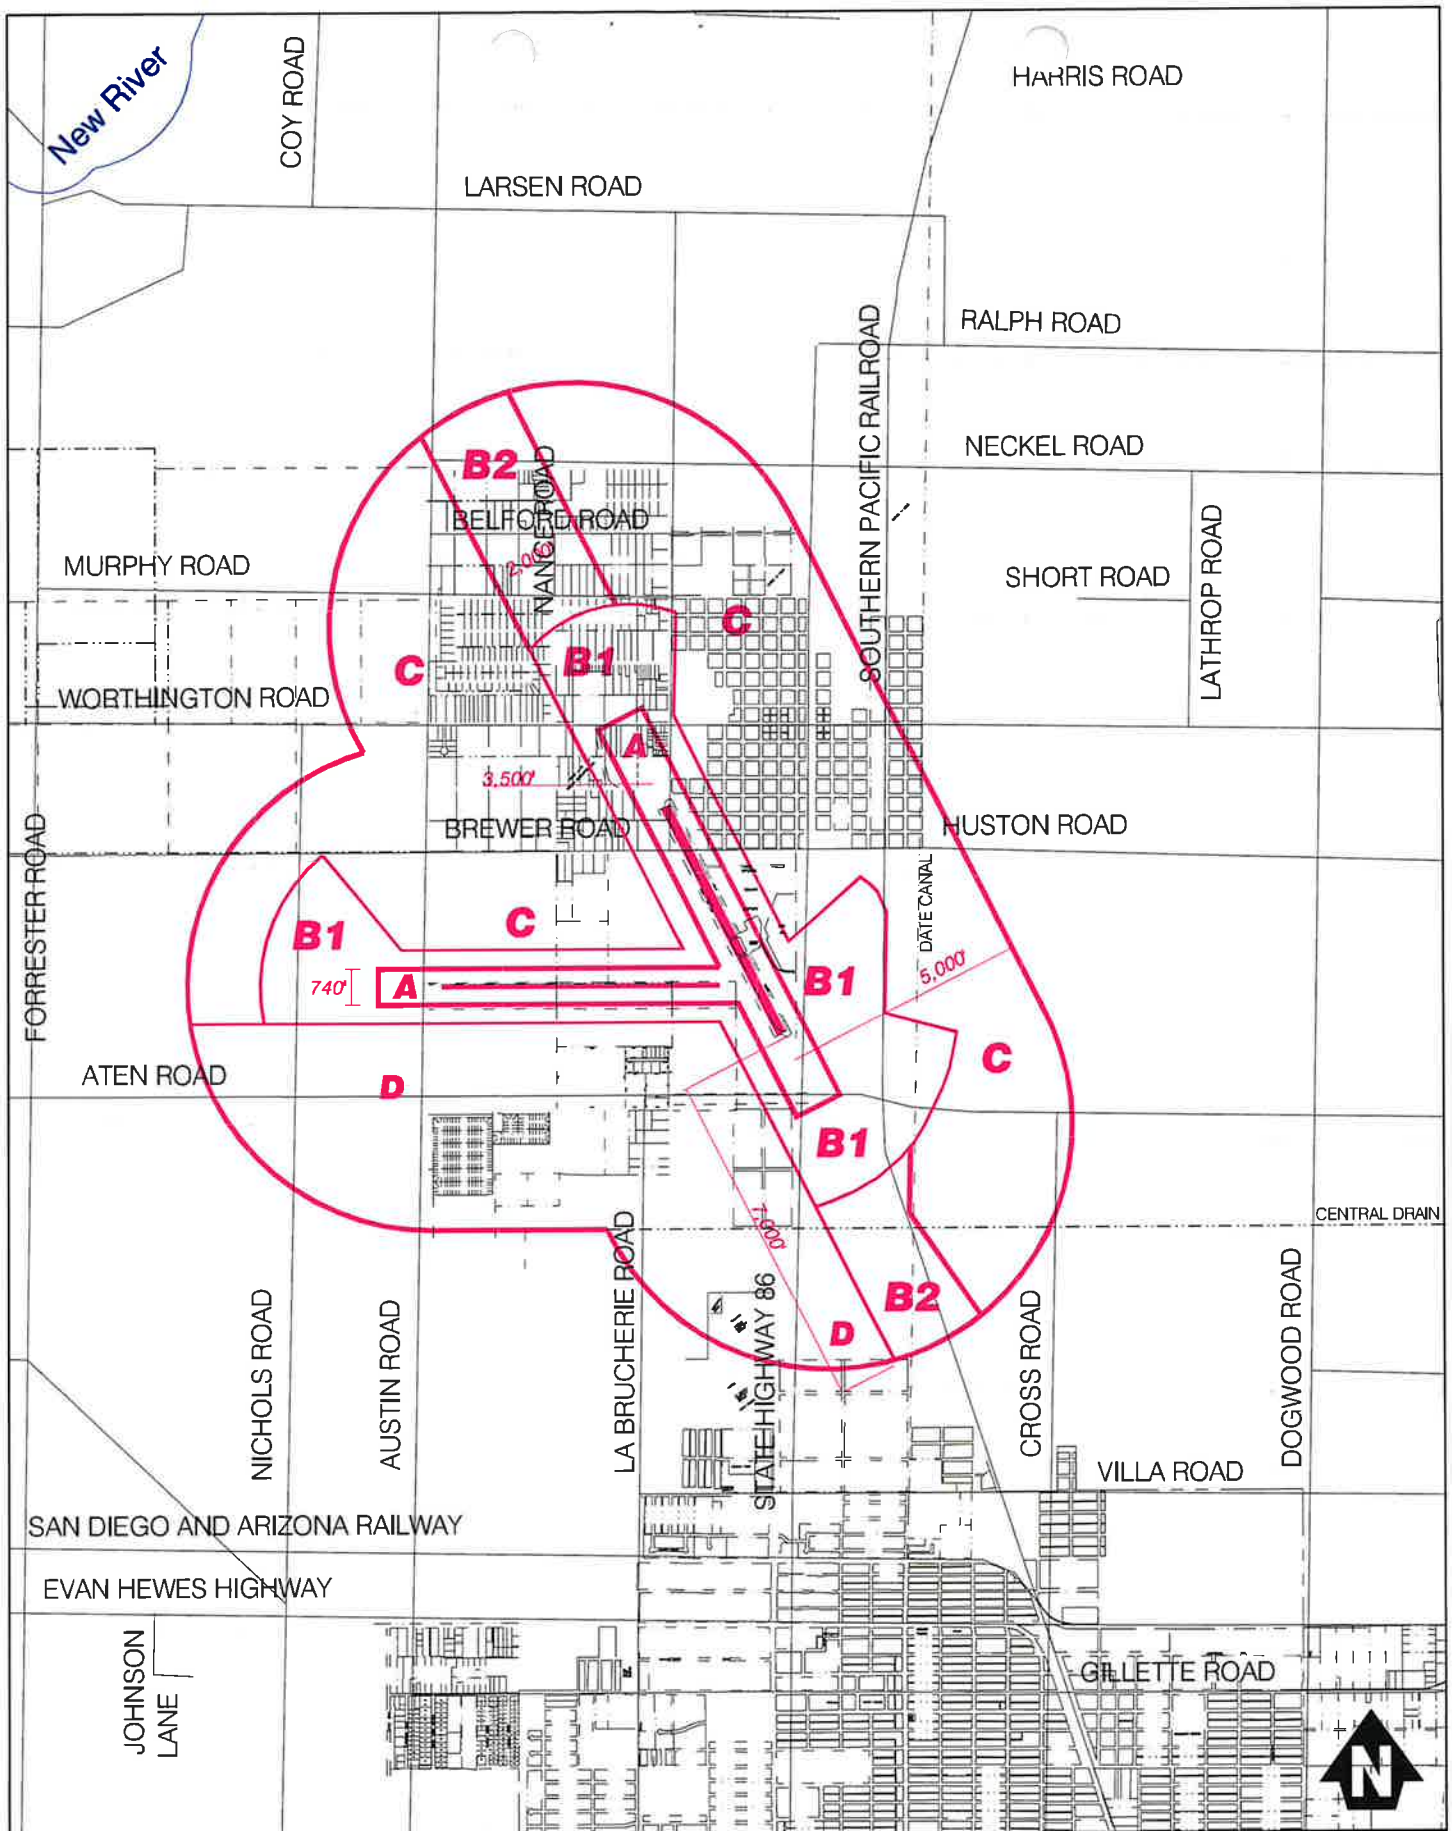 New River
COY ROAD
HARRIS ROAD
LARSEN ROAD
RALPH ROAD
SOUTHERN PACIFIC RAILROAD
NECKEL ROAD
B2
NANCE ROAD
BELFORD ROAD
2,000'
MURPHY ROAD
SHORT ROAD
LATHROP ROAD
C
B1
C
WORTHINGTON ROAD
A
3,500'
BREWER ROAD
HUSTON ROAD
FORRESTER ROAD
DATE CANAL
C
B1
B1
5,000'
740'
A
C
ATEN ROAD
D
B1
CENTRAL DRAIN
7,000'
B2
D
NICHOLS ROAD
AUSTIN ROAD
LA BRUCHERIE ROAD
STATE HIGHWAY 86
CROSS ROAD
DOGWOOD ROAD
VILLA ROAD
SAN DIEGO AND ARIZONA RAILWAY
EVAN HEWES HIGHWAY
JOHNSON
LANE
GILLETTE ROAD
N